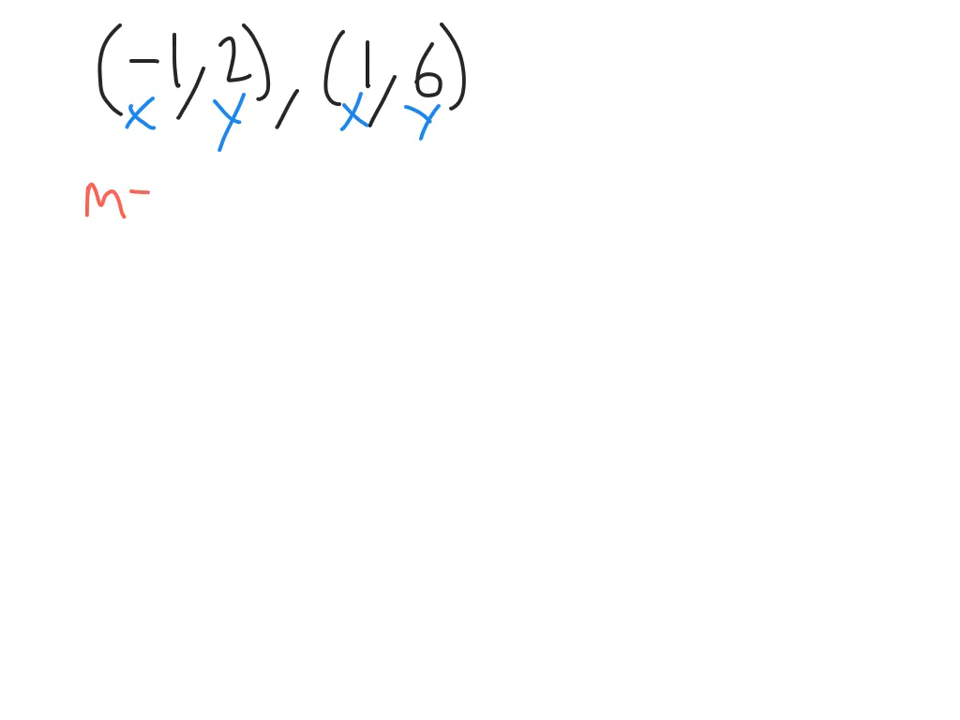 (-1, 2), (1, 6)
x y x y
m -